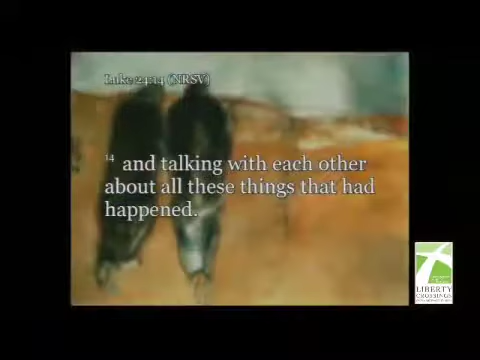 Luke 24:14 (NRSV)
14 and talking with each other
about all these things that had
happened.
LIBERTY
CROSSINGS